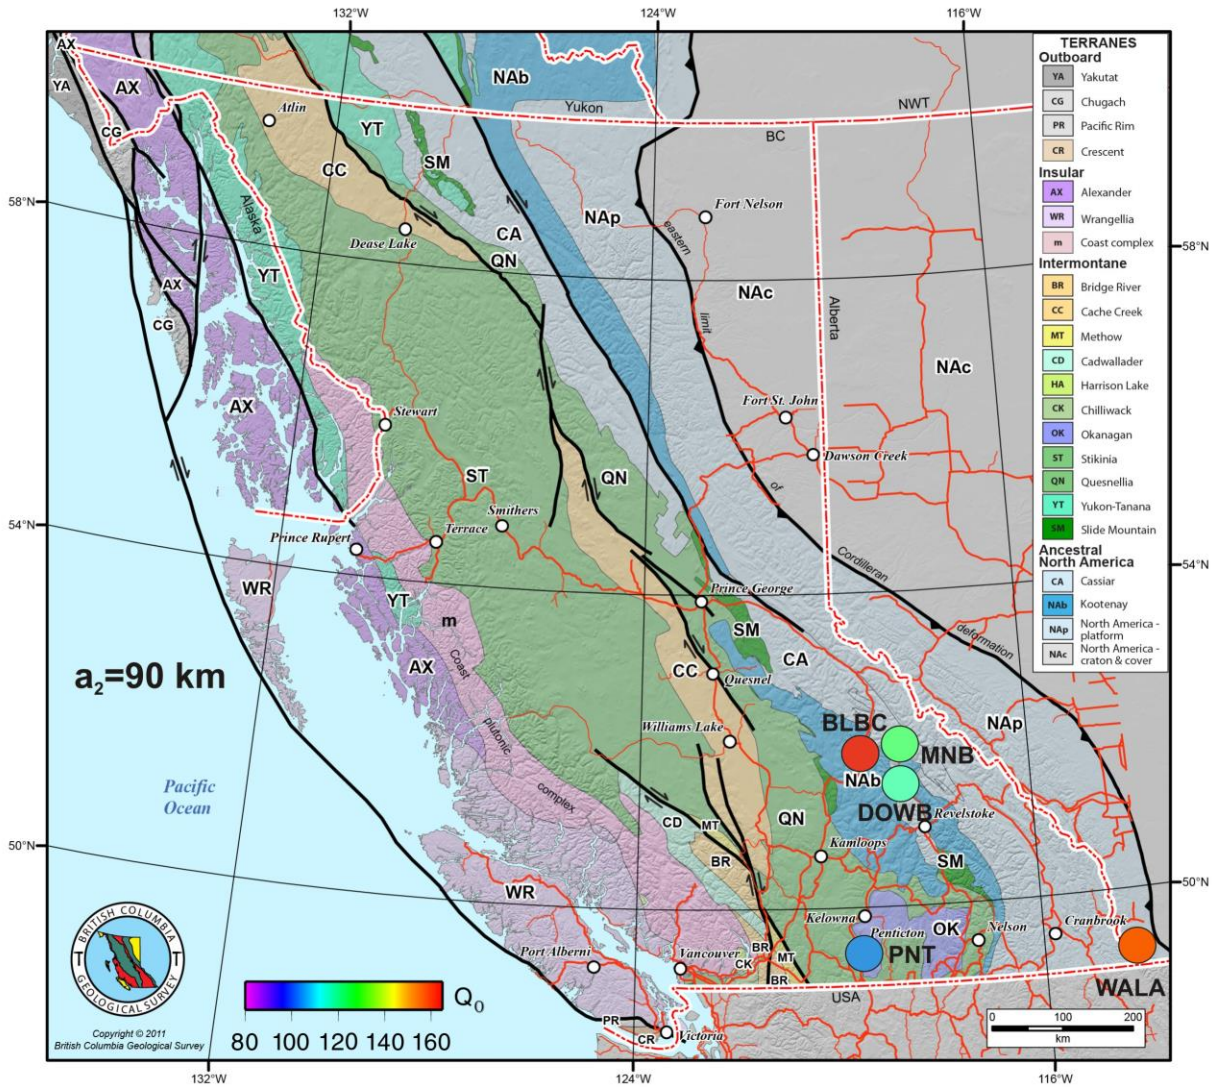 132°W
124°W
116°W
AX
YA
AX
CG
Atlin
YT
CC
SM
NAb
Yukon
NWT
BC
TERRANES
Outboard
YA Yakutat
CG Chugach
PR Pacific Rim
CR Crescent
Insular
AX Alexander
WR Wrangellia
m Coast complex
Intermontane
BR Bridge River
CC Cache Creek
MT Methow
CD Cadwallader
HA Harrison Lake
CK Chilliwack
OK Okanagan
ST Stikinia
QN Quesnellia
YT Yukon-Tanana
SM Slide Mountain
Ancestral
North America
CA Cassiar
NAb Kootenay
NAp North America -
platform
NAc North America -
craton & cover
58°N
58°N
Alaska
Dease Lake
CA
QN
NAp
Fort Nelson
eastern
limit
of
Cordilleran
deformation
NAc
Alberta
NAc
YT
AX
CG
AX
Stewart
Fort St. John
Dawson Creek
ST
QN
Smithers
Terrace
Prince Rupert
54°N
54°N
WR
YT
m
Coast
plutonic
complex
AX
Prince George
SM
CA
CC
Quesnel
NAp
a2=90 km
Williams Lake
BLBC
MNB
NAb
DOWB
Revelstoke
Pacific
Ocean
CD
MT
QN
BR
Kamloops
SM
50°N
50°N
WR
Kelowna
Penticton
OK
Nelson
Cranbrook
PNT
WALA
Port Alberni
Vancouver
CK
BR
MT
BR
USA
PR
CR
Victoria
BRITISH COLUMBIA
GEOLOGICAL SURVEY
Copyright © 2011
British Columbia Geological Survey
Q0
80 100 120 140 160
0 100 200
km
132°W
124°W
116°W